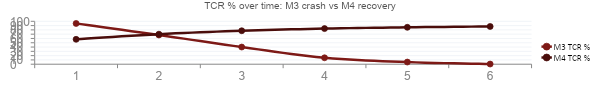 TCR % over time: M3 crash vs M4 recovery
100
0
1 2 3 4 5 6
M3 TCR %
M4 TCR %